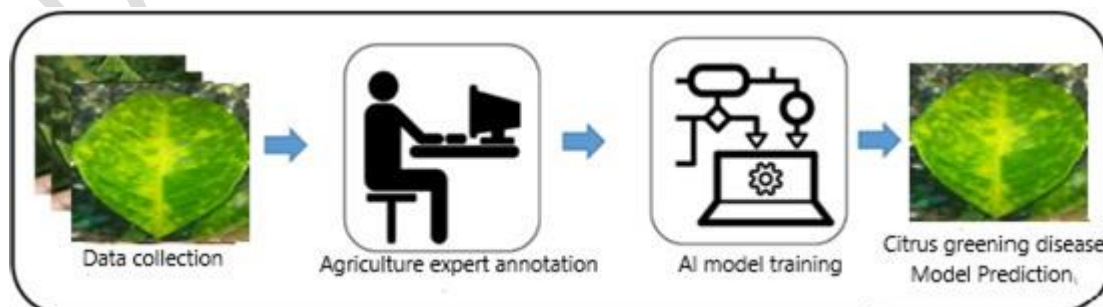 Data collection
Agriculture expert annotation
AI model training
Citrus greening disease
Model Prediction